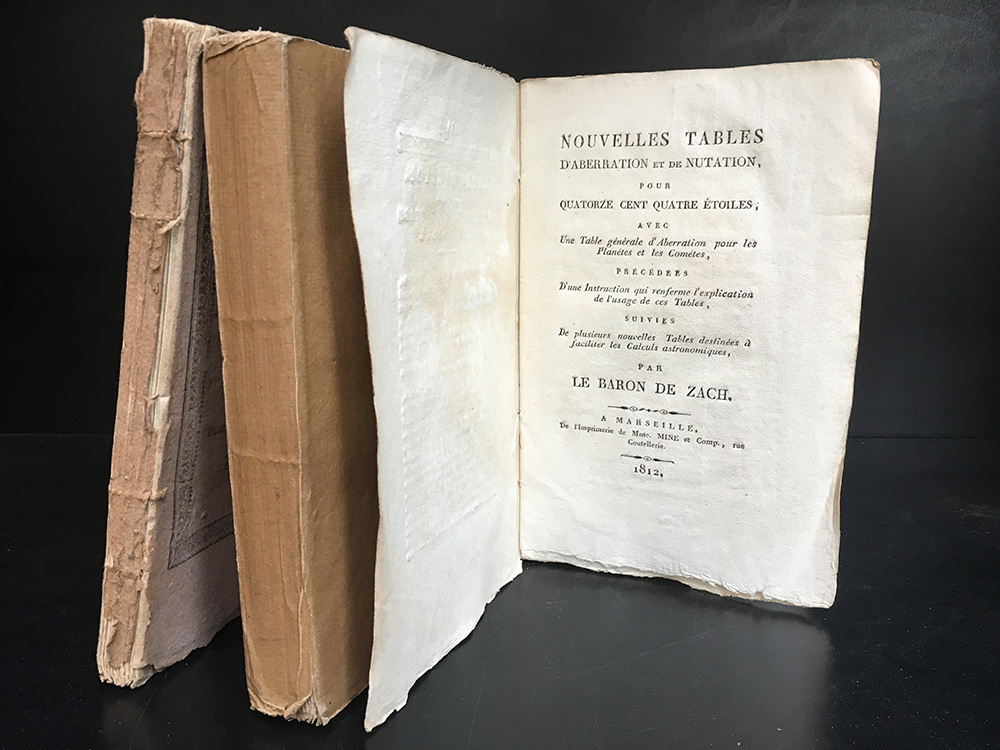 NOUVELLES TABLES
D'ABERRATION ET DE NUTATION,
POUR
QUATORZE CENT QUATRE ÉTOILES;
AVEC
Une Table générale d'Aberration pour les
Planétes et les Cométes,
PRÉCÉDÉES
D'une Instruction qui renferme l'explication
de l'usage de ces Tables,
SUIVIES
De plusieurs nouvelles Tables destinées à
faciliter les Calculs astronomiques,
PAR
LE BARON DE ZACH.
A MARSEILLE,
De l'Imprimerie de Mme. MINE et Comp., rue
Coutellerie.
1812.